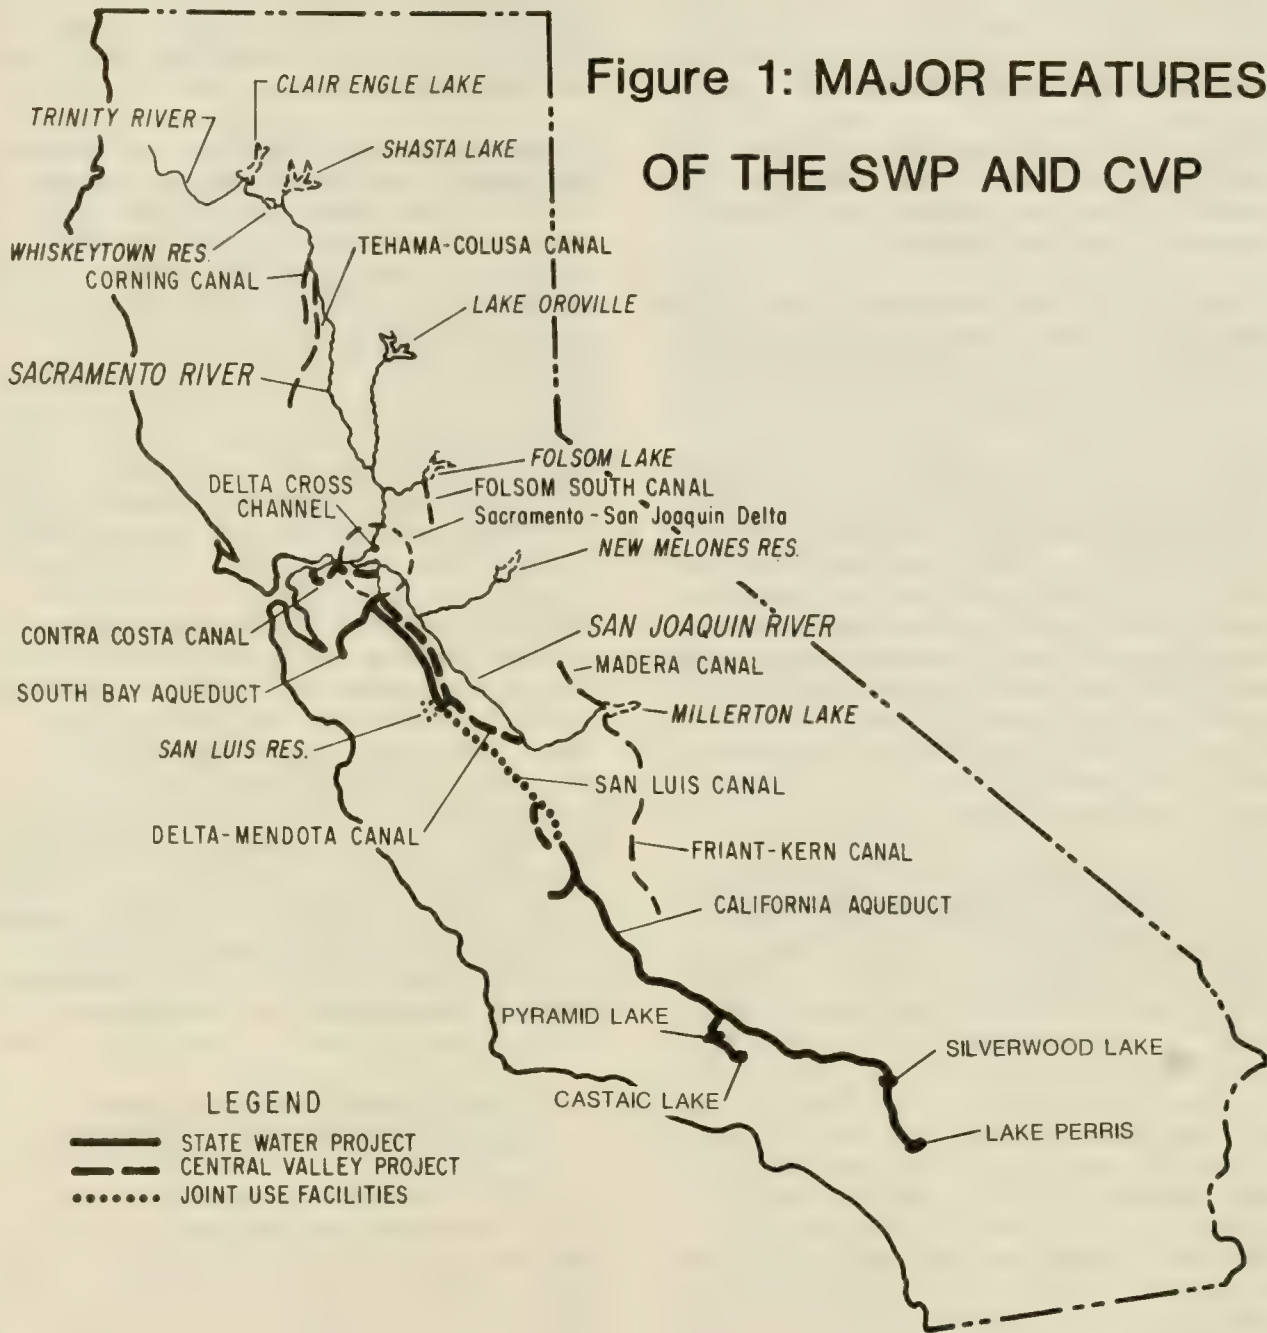 Figure 1: MAJOR FEATURES
OF THE SWP AND CVP
CLAIR ENGLE LAKE
TRINITY RIVER
SHASTA LAKE
WHISKEYTOWN RES.
TEHAMA-COLUSA CANAL
CORNING CANAL
LAKE OROVILLE
SACRAMENTO RIVER
FOLSOM LAKE
DELTA CROSS
CHANNEL
FOLSOM SOUTH CANAL
Sacramento-San Joaquin Delta
NEW MELONES RES.
CONTRA COSTA CANAL
SAN JOAQUIN RIVER
MADERA CANAL
SOUTH BAY AQUEDUCT
MILLERTON LAKE
SAN LUIS RES.
SAN LUIS CANAL
DELTA-MENDOTA CANAL
FRIANT-KERN CANAL
CALIFORNIA AQUEDUCT
PYRAMID LAKE
SILVERWOOD LAKE
CASTAIC LAKE
LAKE PERRIS
LEGEND
STATE WATER PROJECT
CENTRAL VALLEY PROJECT
JOINT USE FACILITIES